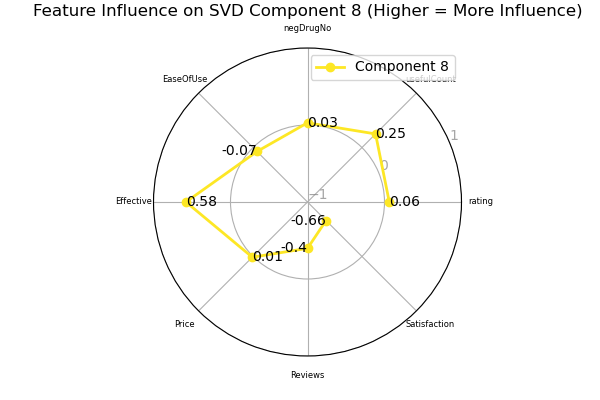 Feature Influence on SVD Component 8 (Higher = More Influence)
negDrugNo
Component 8
EaseOfUse
usefulCount
0.03
0.25
1
-0.07
0
Effective
0.58
−1
0.06
rating
-0.66
-0.4
0.01
Price
Satisfaction
Reviews